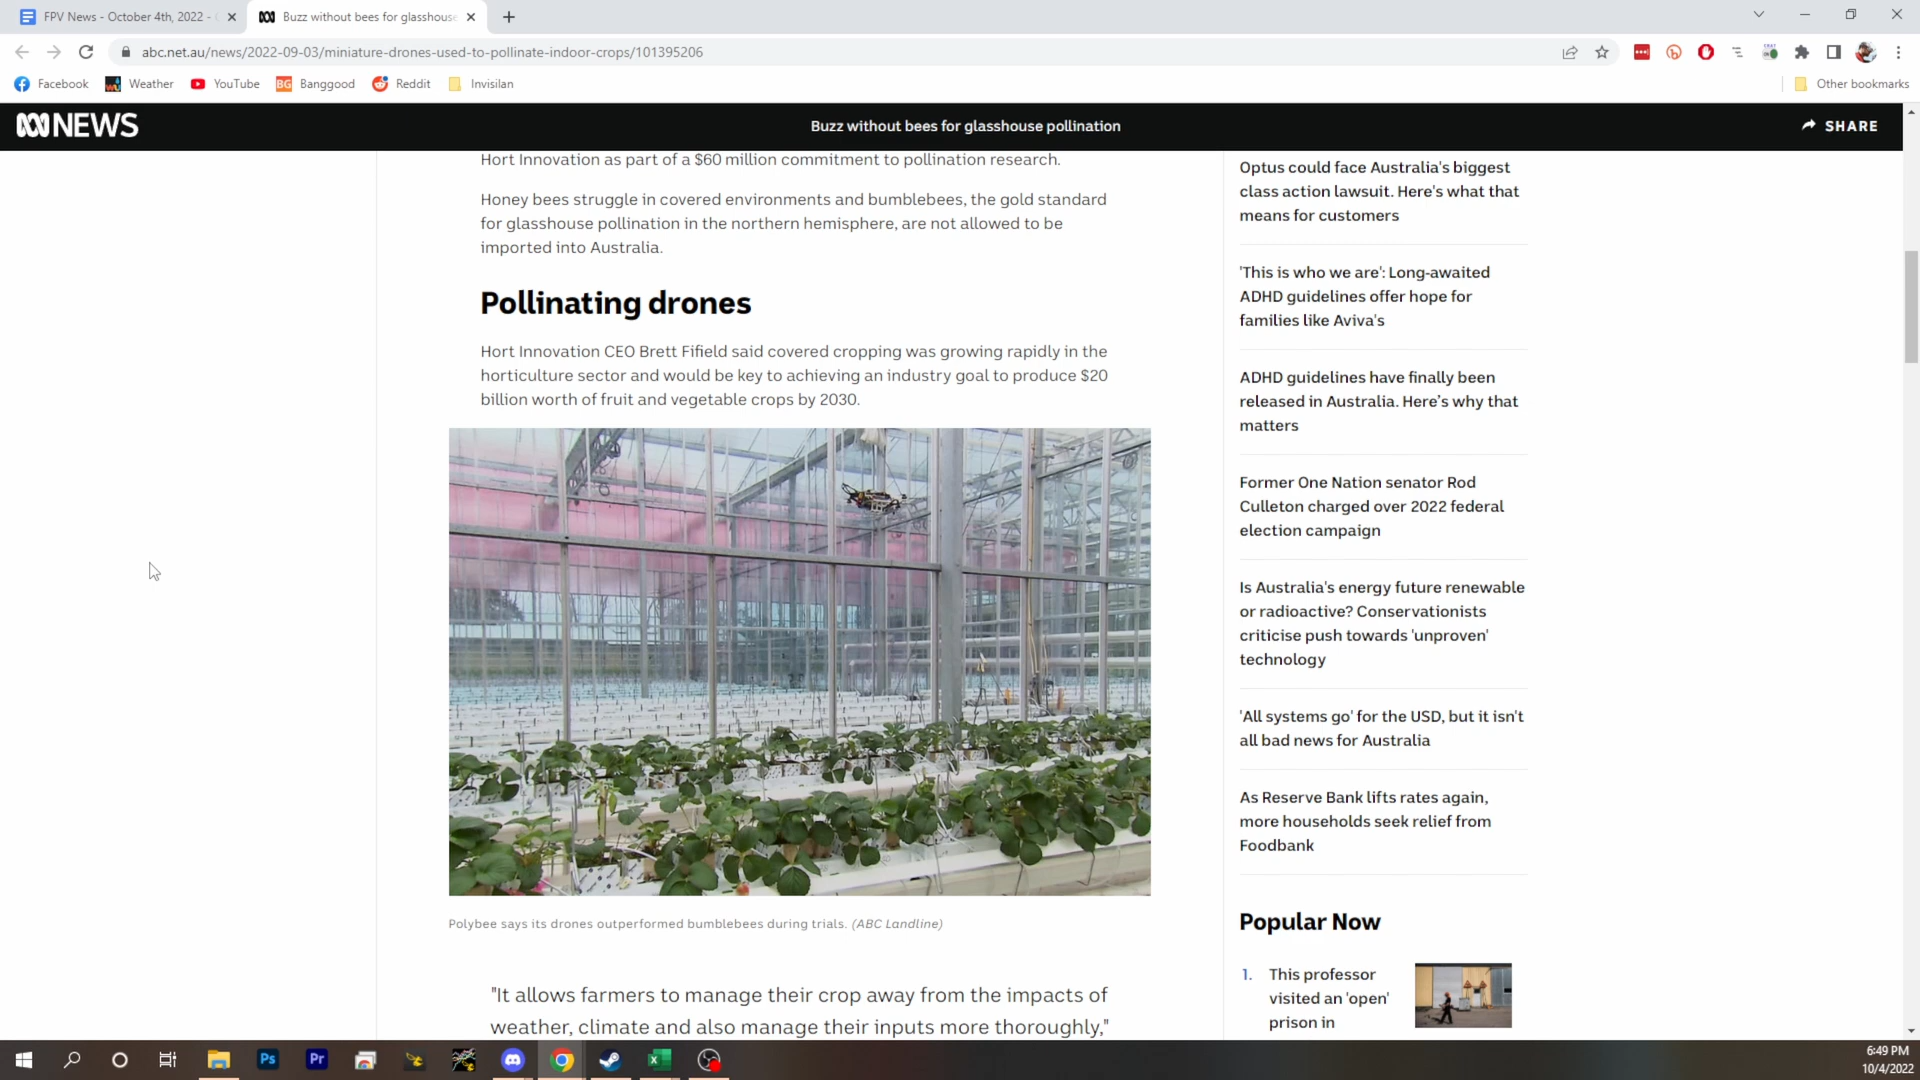 FPV News - October 4th, 2022 -
Buzz without bees for glasshouse
abc.net.au/news/2022-09-03/miniature-drones-used-to-pollinate-indoor-crops/101395206
Facebook
Weather
YouTube
BG
Banggood
Reddit
Invisilan
Other bookmarks
NEWS
Buzz without bees for glasshouse pollination
SHARE
Hort Innovation as part of a $60 million commitment to pollination research.
Honey bees struggle in covered environments and bumblebees, the gold standard
for glasshouse pollination in the northern hemisphere, are not allowed to be
imported into Australia.
Pollinating drones
Hort Innovation CEO Brett Fifield said covered cropping was growing rapidly in the
horticulture sector and would be key to achieving an industry goal to produce $20
billion worth of fruit and vegetable crops by 2030.
Polybee says its drones outperformed bumblebees during trials. (ABC Landline)
"It allows farmers to manage their crop away from the impacts of
weather, climate and also manage their inputs more thoroughly,"
Optus could face Australia's biggest
class action lawsuit. Here's what that
means for customers
'This is who we are': Long-awaited
ADHD guidelines offer hope for
families like Aviva's
ADHD guidelines have finally been
released in Australia. Here's why that
matters
Former One Nation senator Rod
Culleton charged over 2022 federal
election campaign
Is Australia's energy future renewable
or radioactive? Conservationists
criticise push towards 'unproven'
technology
'All systems go' for the USD, but it isn't
all bad news for Australia
As Reserve Bank lifts rates again,
more households seek relief from
Foodbank
Popular Now
1. This professor
visited an 'open'
prison in
Ps
Pr
6:49 PM
10/4/2022